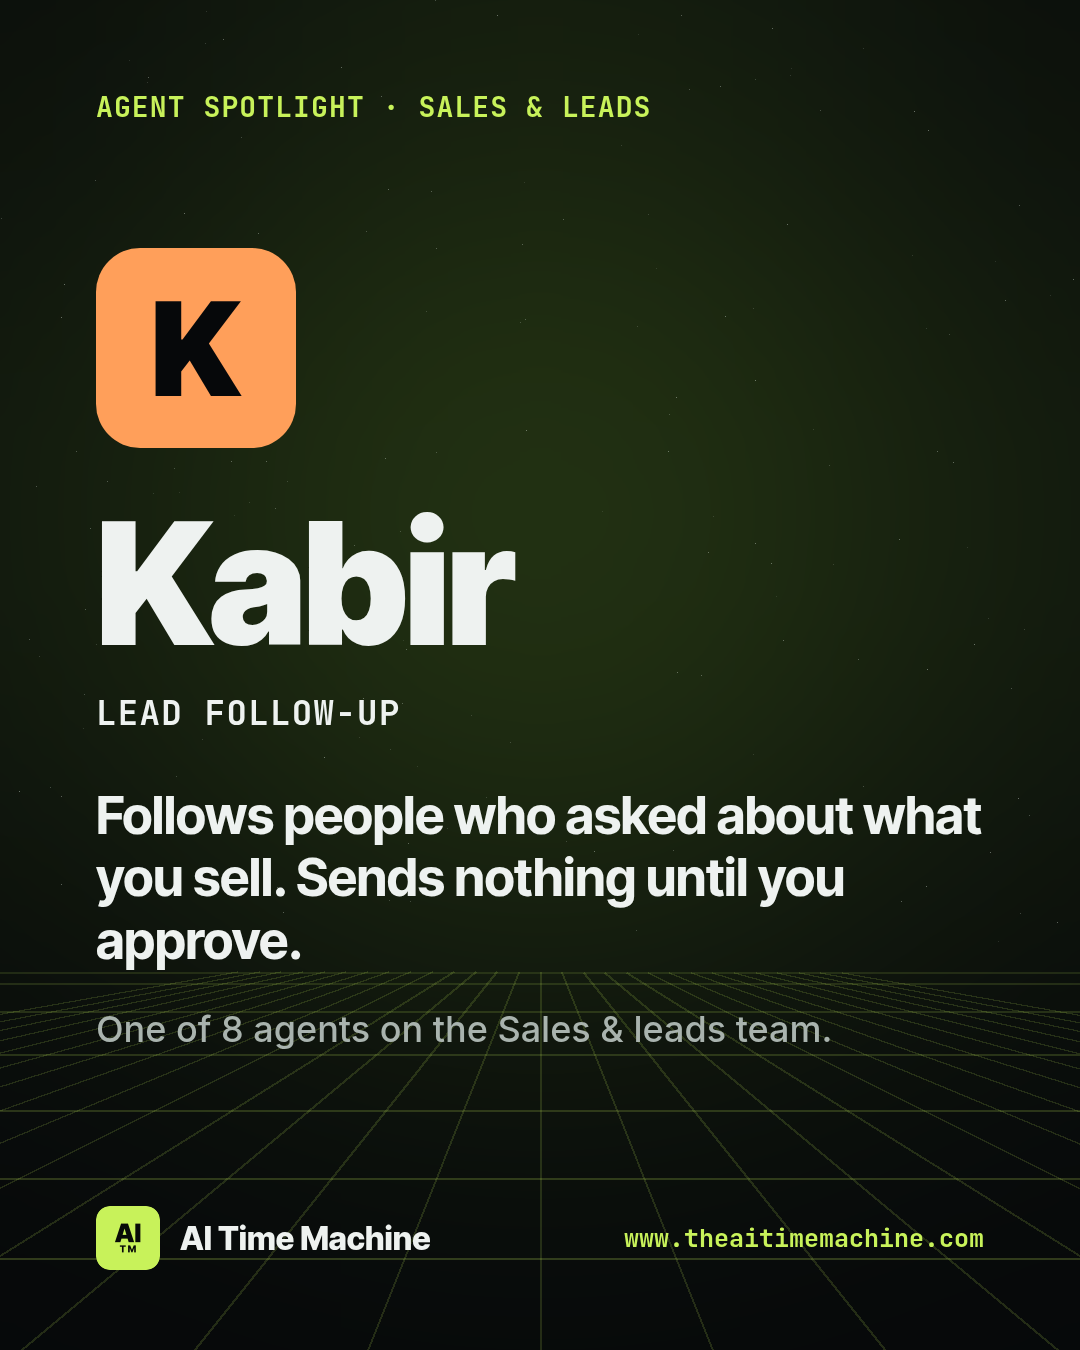 AGENT SPOTLIGHT · SALES & LEADS
K
Kabir
LEAD FOLLOW-UP
Follows people who asked about what
you sell. Sends nothing until you
approve.
One of 8 agents on the Sales & leads team.
AI
TM
AI Time Machine
www.theaitimemachine.com